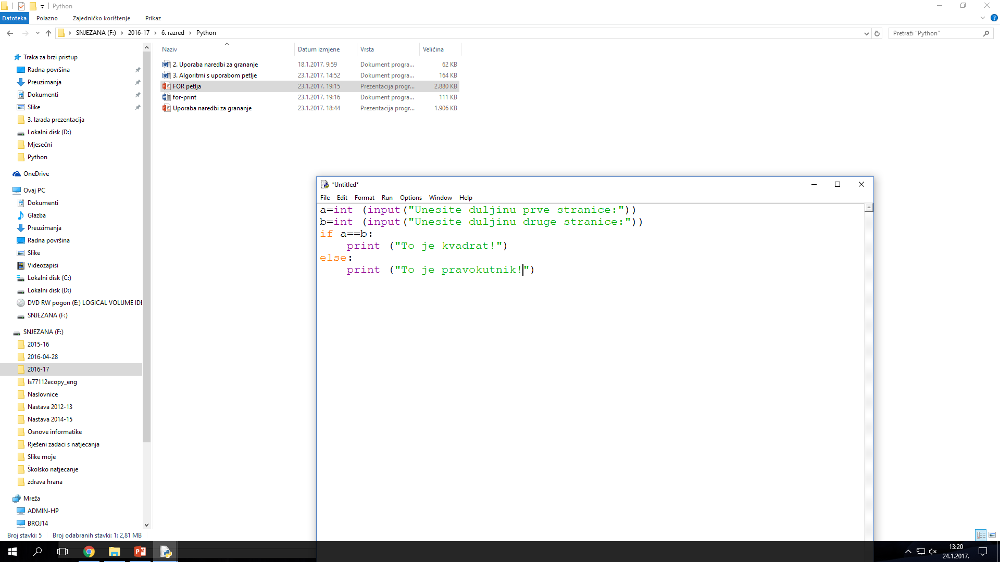 Python
Datoteka Polazno Zajedničko korištenje Prikaz
SNJEZANA (F:) 2016-17 6. razred Python
Pretraži "Python"
Traka za brzi pristup
Radna površina
Preuzimanja
Dokumenti
Slike
3. Izrada prezentacija
Lokalni disk (D:)
Mjesečni
Python
OneDrive
Ovaj PC
Dokumenti
Glazba
Preuzimanja
Radna površina
Slike
Videozapisi
Lokalni disk (C:)
Lokalni disk (D:)
DVD RW pogon (E:) LOGICAL VOLUME IDE
SNJEZANA (F:)
SNJEZANA (F:)
2015-16
2016-04-28
2016-17
ls77112ecopy_eng
Naslovnice
Nastava 2012-13
Nastava 2014-15
Osnove informatike
Rješeni zadaci s natjecanja
Slike moje
Školsko natjecanje
zdrava hrana
Mreža
ADMIN-HP
BROJ14
Naziv Datum izmjene Vrsta Veličina
2. Uporaba naredbi za grananje 18.1.2017. 9:59 Dokument progra... 62 KB
3. Algoritmi s uporabom petlje 23.1.2017. 14:52 Dokument progra... 164 KB
FOR petlja 23.1.2017. 19:15 Prezentacija progr... 2.880 KB
for-print 23.1.2017. 19:16 Dokument progra... 111 KB
Uporaba naredbi za grananje 23.1.2017. 18:44 Prezentacija progr... 1.906 KB
*Untitled*
File Edit Format Run Options Window Help
a=int (input("Unesite duljinu prve stranice:"))
b=int (input("Unesite duljinu druge stranice:"))
if a==b:
    print ("To je kvadrat!")
else:
    print ("To je pravokutnik!")
Broj stavki: 5 Broj odabranih stavki: 1: 2,81 MB
13:20
24.1.2017.